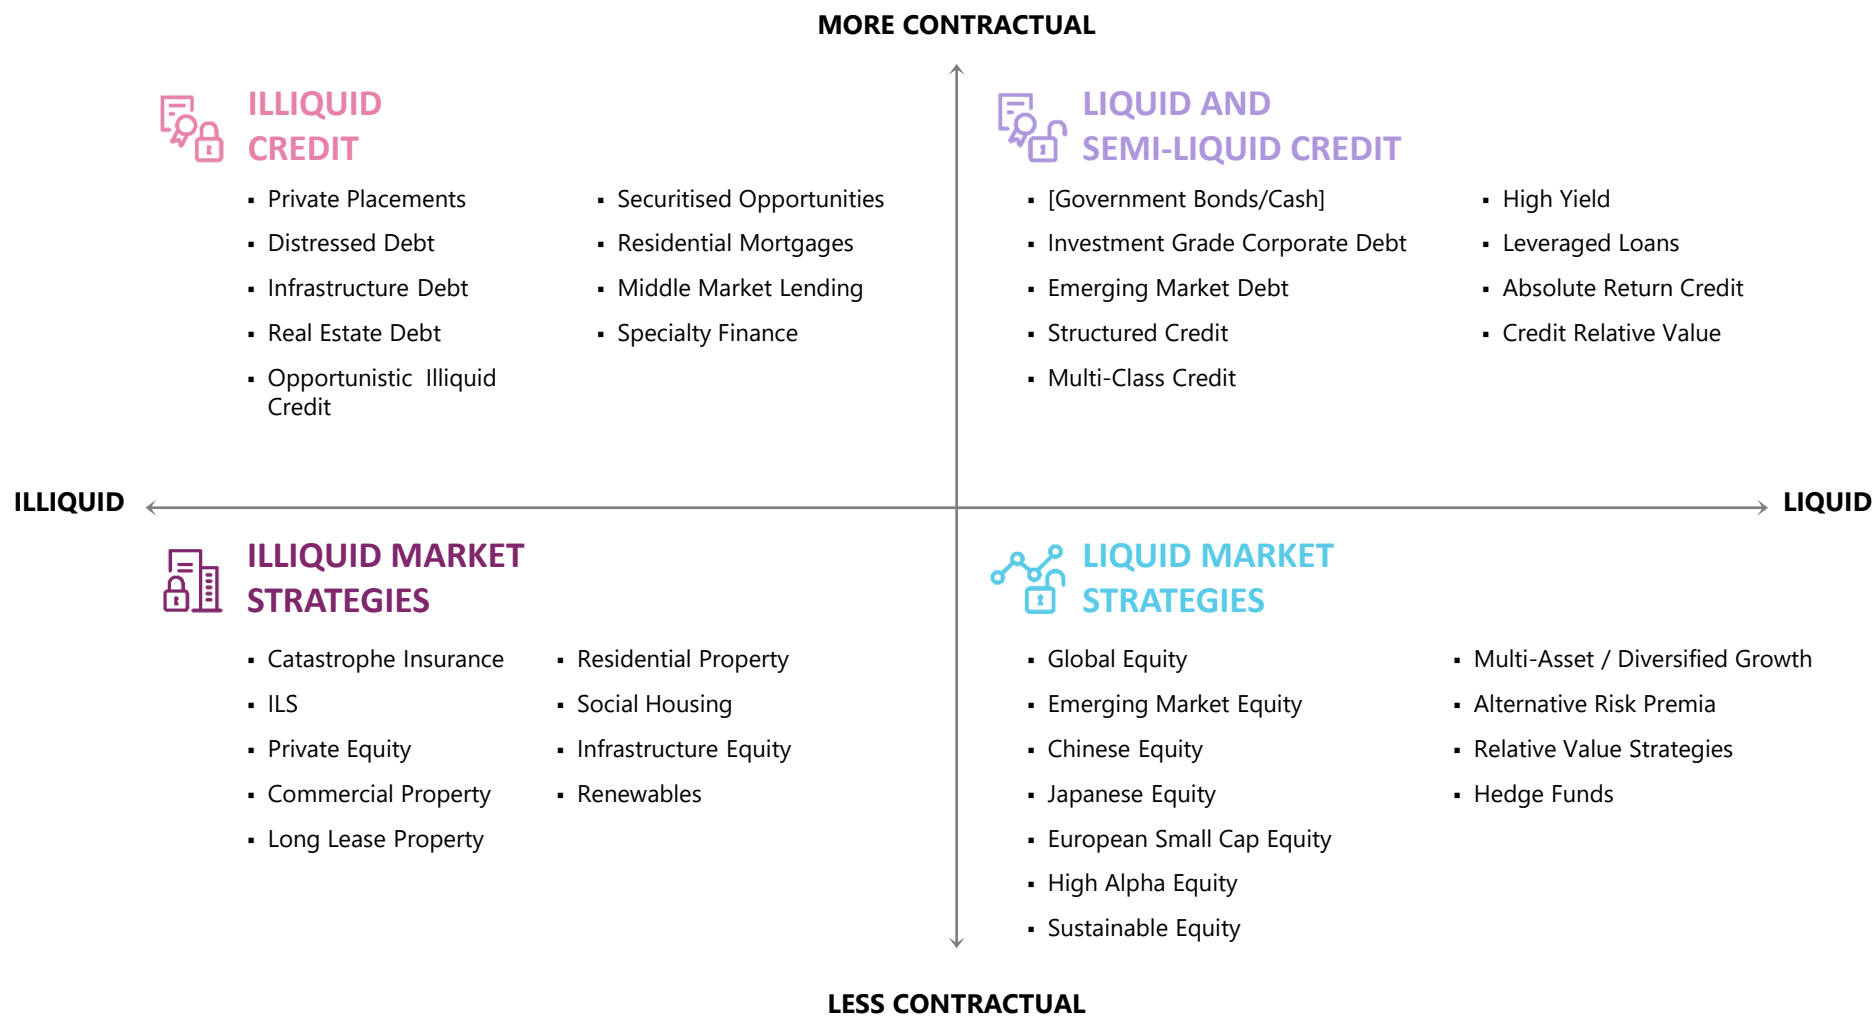 MORE CONTRACTUAL
ILLIQUID
CREDIT
Private Placements
Distressed Debt
Infrastructure Debt
Real Estate Debt
Opportunistic Illiquid
Credit
Securitised Opportunities
Residential Mortgages
Middle Market Lending
Specialty Finance
LIQUID AND
SEMI-LIQUID CREDIT
[Government Bonds/Cash]
Investment Grade Corporate Debt
Emerging Market Debt
Structured Credit
Multi-Class Credit
High Yield
Leveraged Loans
Absolute Return Credit
Credit Relative Value
ILLIQUID
LIQUID
ILLIQUID MARKET
STRATEGIES
Catastrophe Insurance
ILS
Private Equity
Commercial Property
Long Lease Property
Residential Property
Social Housing
Infrastructure Equity
Renewables
LIQUID MARKET
STRATEGIES
Global Equity
Emerging Market Equity
Chinese Equity
Japanese Equity
European Small Cap Equity
High Alpha Equity
Sustainable Equity
Multi-Asset / Diversified Growth
Alternative Risk Premia
Relative Value Strategies
Hedge Funds
LESS CONTRACTUAL